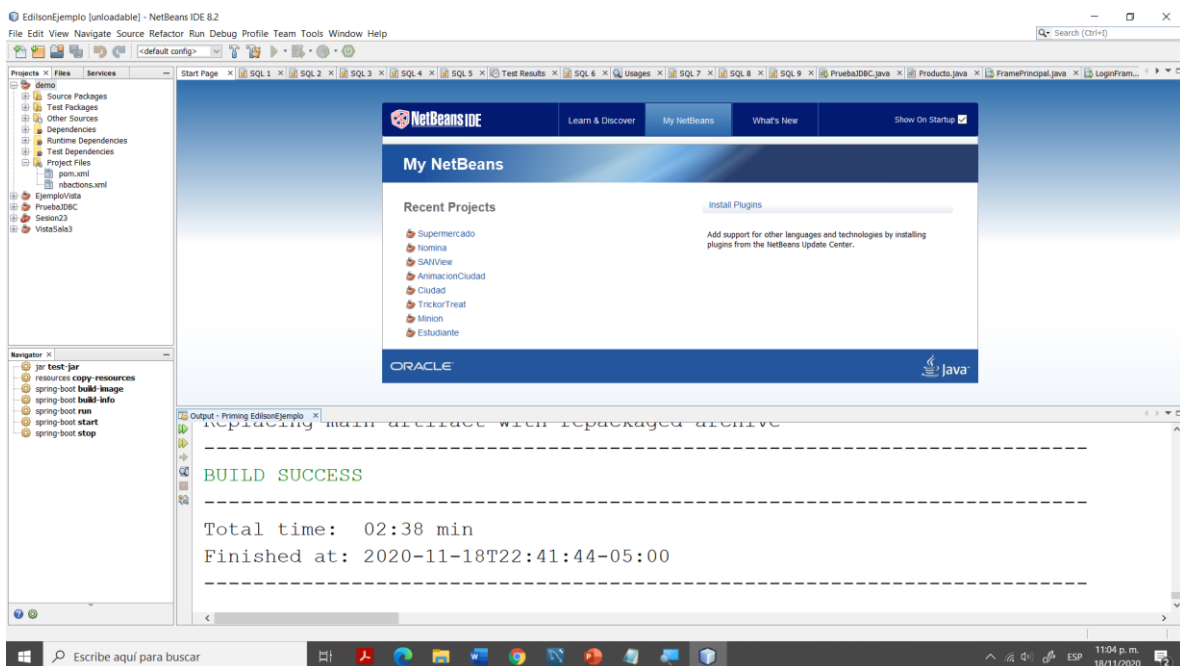 EdilsonEjemplo [unloadable] - NetBeans IDE 8.2
File Edit View Navigate Source Refactor Run Debug Profile Team Tools Window Help
Search (Ctrl+I)
<default config>
Projects Files Services
Start Page SQL 1 SQL 2 SQL 3 SQL 4 SQL 5 Test Results SQL 6 Usages SQL 7 SQL 8 SQL 9 PruebaJDBC.java Producto.java FramePrincipal.java LoginFram...
demo
Source Packages
Test Packages
Other Sources
Dependencies
Runtime Dependencies
Test Dependencies
Project Files
pom.xml
nbactions.xml
EjemploVista
PruebaJDBC
Sesion23
VistaSala3
NetBeans IDE
Learn & Discover
My NetBeans
What's New
Show On Startup
My NetBeans
Recent Projects
Supermercado
Nomina
SANView
AnimacionCiudad
Ciudad
TrickorTreat
Minion
Estudiante
Install Plugins
Add support for other languages and technologies by installing
plugins from the NetBeans Update Center.
ORACLE
Java
Navigator
jar test-jar
resources copy-resources
spring-boot build-image
spring-boot build-info
spring-boot run
spring-boot start
spring-boot stop
Output - Priming EdilsonEjemplo
Replacing main artifact with repackaged archive
------------------------------------------------------------------------
BUILD SUCCESS
------------------------------------------------------------------------
Total time: 02:38 min
Finished at: 2020-11-18T22:41:44-05:00
------------------------------------------------------------------------
Escribe aquí para buscar
ESP
11:04 p. m.
18/11/2020
2